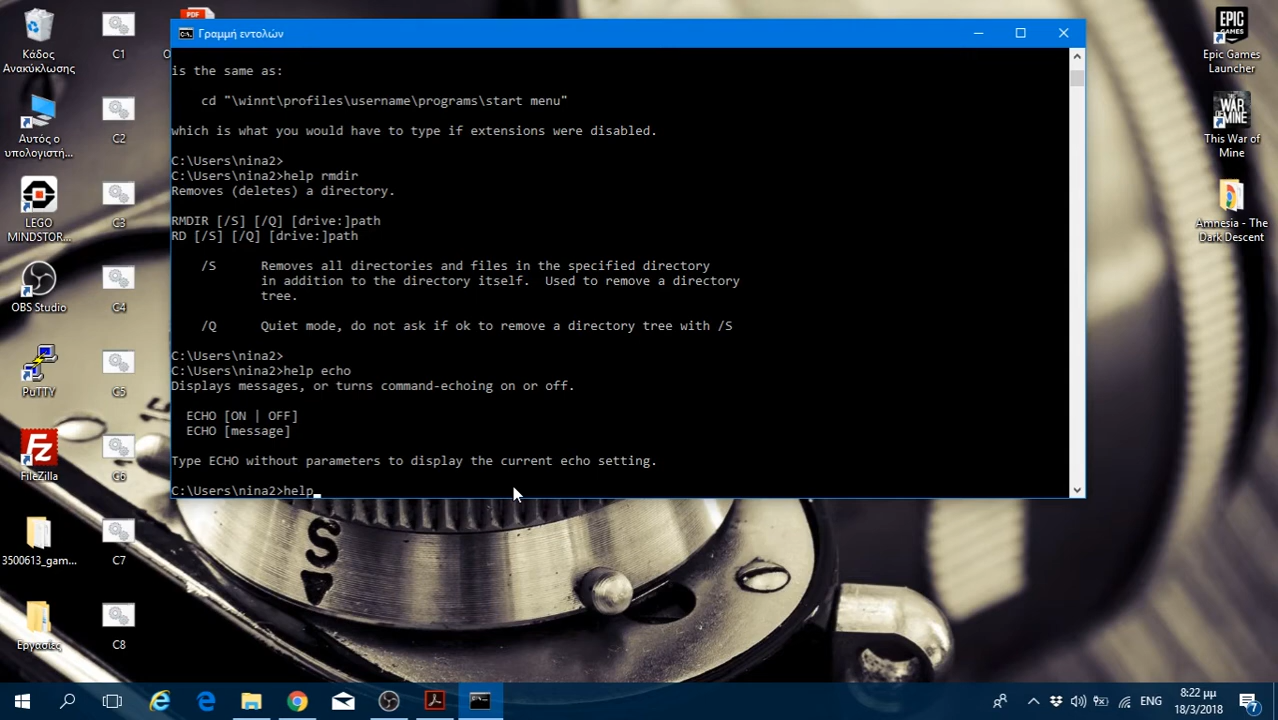 Γραμμή εντολών
is the same as:
cd "\winnt\profiles\username\programs\start menu"
which is what you would have to type if extensions were disabled.
C:\Users\nina2>
C:\Users\nina2>help rmdir
Removes (deletes) a directory.
RMDIR [/S] [/Q] [drive:]path
RD [/S] [/Q] [drive:]path
/S Removes all directories and files in the specified directory
in addition to the directory itself.  Used to remove a directory
tree.
/Q Quiet mode, do not ask if ok to remove a directory tree with /S
C:\Users\nina2>
C:\Users\nina2>help echo
Displays messages, or turns command-echoing on or off.
ECHO [ON | OFF]
ECHO [message]
Type ECHO without parameters to display the current echo setting.
C:\Users\nina2>help
Κάδος
Ανακύκλωσης
Αυτός ο
υπολογιστή...
LEGO
MINDSTOR...
OBS Studio
PuTTY
FileZilla
3500613_gam...
Εργασίες
C1
C2
C3
C4
C5
C6
C7
C8
PDF
EPIC
GAMES
Epic Games
Launcher
THIS
WAR
OF
MINE
This War of
Mine
Amnesia - The
Dark Descent
S
ENG
8:22 μμ
18/3/2018
7